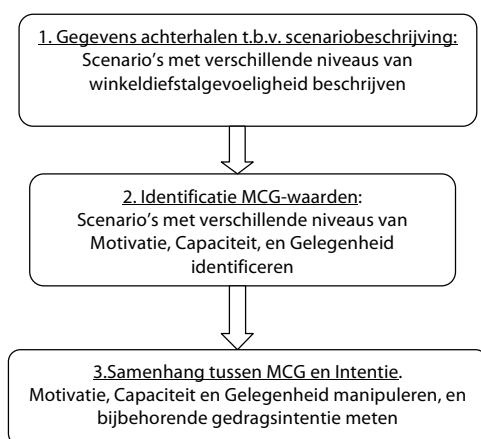 1. Gegevens achterhalen t.b.v. scenariobeschrijving:
Scenario's met verschillende niveaus van
winkeldiefstalgevoeligheid beschrijven
2. Identificatie MCG-waarden:
Scenario's met verschillende niveaus van
Motivatie, Capaciteit, en Gelegenheid
identificeren
3.Samenhang tussen MCG en Intentie.
Motivatie, Capaciteit en Gelegenheid manipuleren, en
bijbehorende gedragsintentie meten